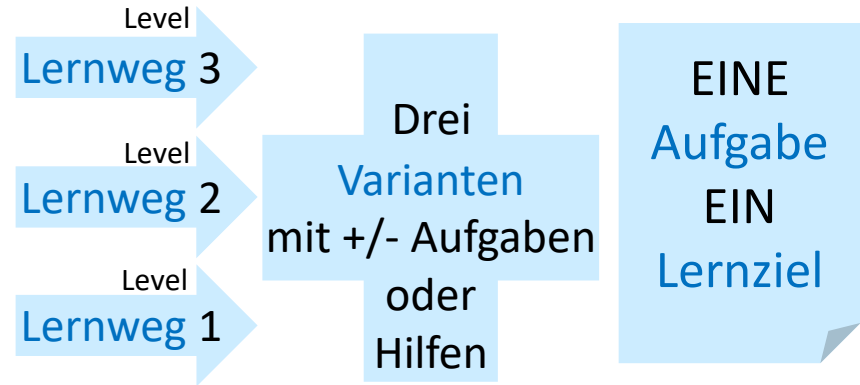 Level
Lernweg 3
Level
Lernweg 2
Level
Lernweg 1
Drei
Varianten
mit +/- Aufgaben
oder
Hilfen
EINE
Aufgabe
EIN
Lernziel